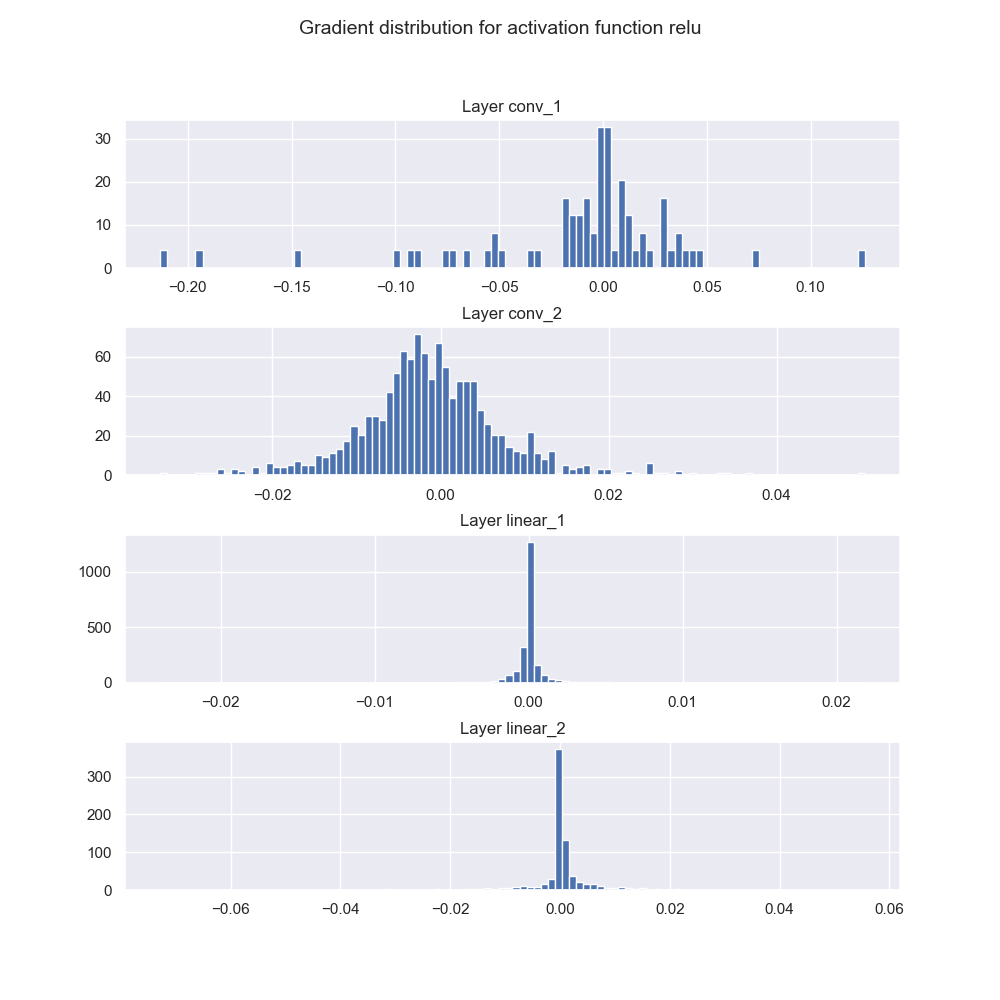 Gradient distribution for activation function relu
Layer conv_1
30
20
10
0
−0.20 −0.15 −0.10 −0.05 0.00 0.05 0.10
Layer conv_2
60
40
20
0
−0.02 0.00 0.02 0.04
Layer linear_1
1000
500
0
−0.02 −0.01 0.00 0.01 0.02
Layer linear_2
300
200
100
0
−0.06 −0.04 −0.02 0.00 0.02 0.04 0.06